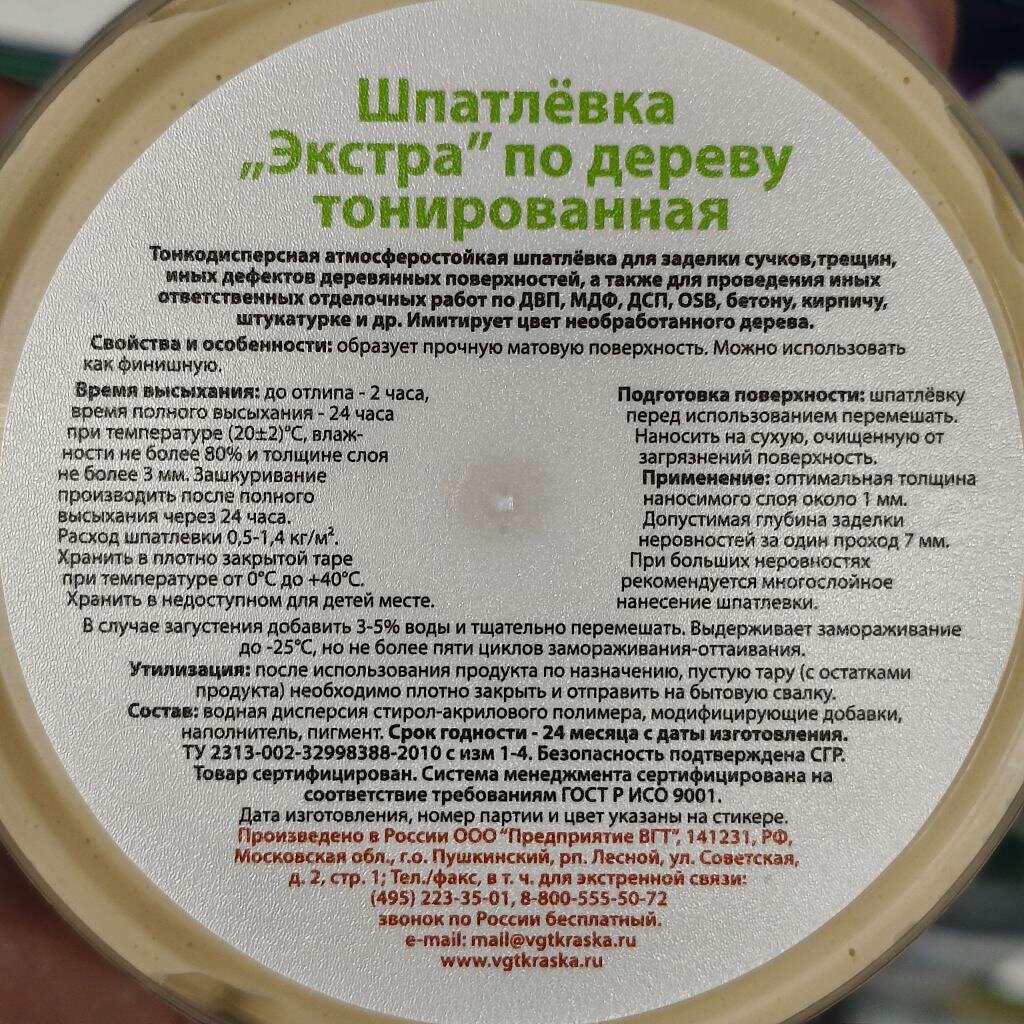 Шпатлёвка
„Экстра” по дереву
тонированная
Тонкодисперсная атмосферостойкая шпатлёвка для заделки сучков,трещин,
иных дефектов деревянных поверхностей, а также для проведения иных
ответственных отделочных работ по ДВП, МДФ, ДСП, OSB, бетону, кирпичу,
штукатурке и др. Имитирует цвет необработанного дерева.
Свойства и особенности: образует прочную матовую поверхность. Можно использовать
как финишную.
Время высыхания: до отлипа - 2 часа,
время полного высыхания - 24 часа
при температуре (20±2)°С, влаж-
ности не более 80% и толщине слоя
не более 3 мм. Зашкуривание
производить после полного
высыхания через 24 часа.
Расход шпатлевки 0,5-1,4 кг/м².
Хранить в плотно закрытой таре
при температуре от 0°С до +40°С.
Хранить в недоступном для детей месте.
Подготовка поверхности: шпатлёвку
перед использованием перемешать.
Наносить на сухую, очищенную от
загрязнений поверхность.
Применение: оптимальная толщина
наносимого слоя около 1 мм.
Допустимая глубина заделки
неровностей за один проход 7 мм.
При больших неровностях
рекомендуется многослойное
нанесение шпатлевки.
В случае загустения добавить 3-5% воды и тщательно перемешать. Выдерживает замораживание
до -25°С, но не более пяти циклов замораживания-оттаивания.
Утилизация: после использования продукта по назначению, пустую тару (с остатками
продукта) необходимо плотно закрыть и отправить на бытовую свалку.
Состав: водная дисперсия стирол-акрилового полимера, модифицирующие добавки,
наполнитель, пигмент. Срок годности - 24 месяца с даты изготовления.
ТУ 2313-002-32998388-2010 с изм 1-4. Безопасность подтверждена СГР.
Товар сертифицирован. Система менеджмента сертифицирована на
соответствие требованиям ГОСТ Р ИСО 9001.
Дата изготовления, номер партии и цвет указаны на стикере.
Произведено в России ООО “Предприятие ВГТ”, 141231, РФ,
Московская обл., г.о. Пушкинский, рп. Лесной, ул. Советская,
д. 2, стр. 1; Тел./факс, в т. ч. для экстренной связи:
(495) 223-35-01, 8-800-555-50-72
звонок по России бесплатный.
e-mail: mail@vgtkraska.ru
www.vgtkraska.ru